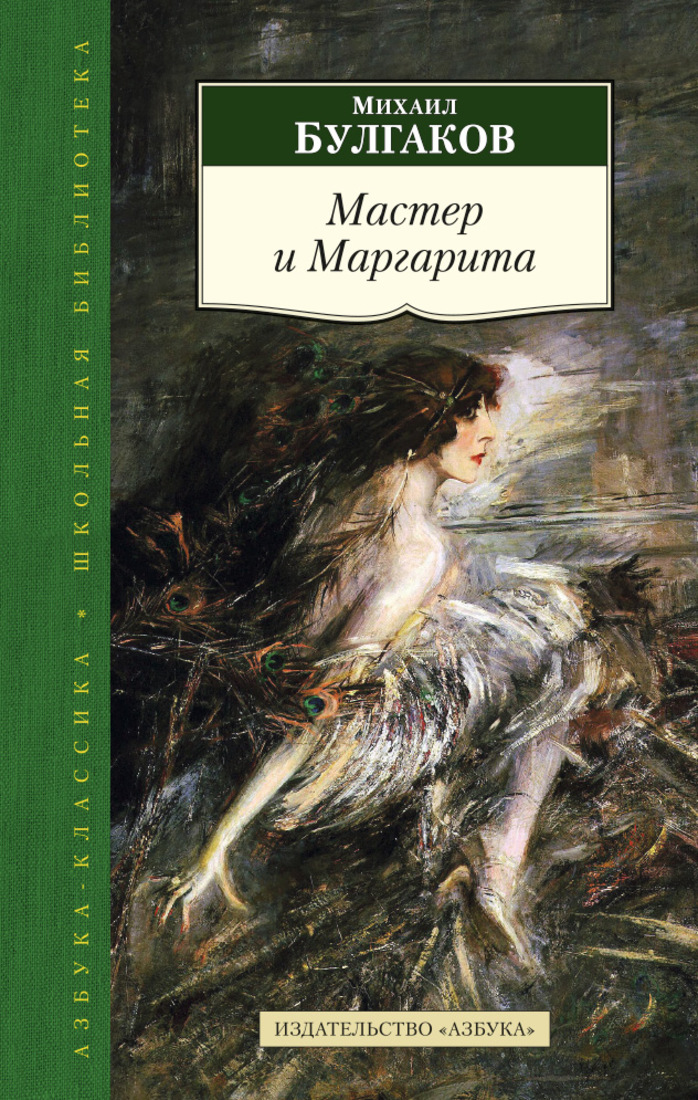 Михаил
БУЛГАКОВ
Мастер
и Маргарита
АЗБУКА-КЛАССИКА * ШКОЛЬНАЯ БИБЛИОТЕКА
ИЗДАТЕЛЬСТВО «АЗБУКА»